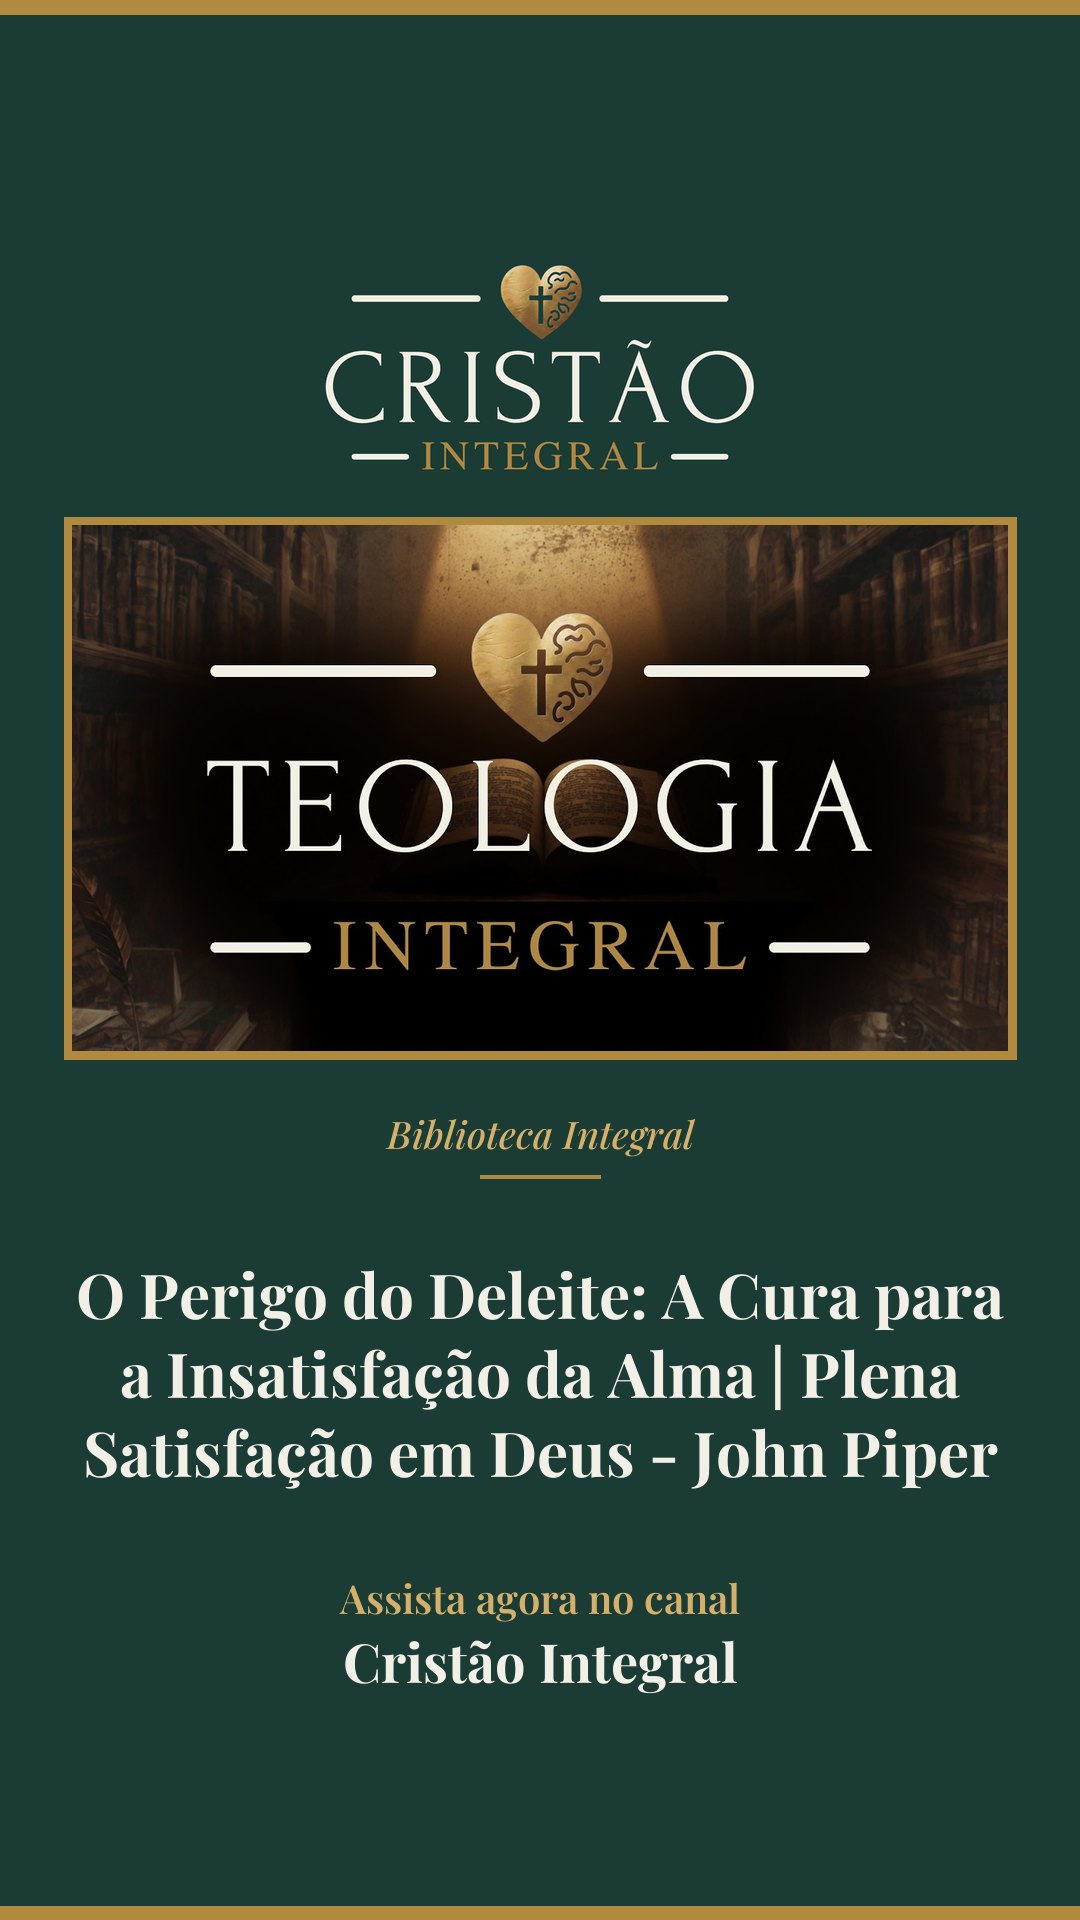 CRISTÃO
INTEGRAL
TEOLOGIA
INTEGRAL
Biblioteca Integral
O Perigo do Deleite: A Cura para
a Insatisfação da Alma | Plena
Satisfação em Deus - John Piper
Assista agora no canal
Cristão Integral